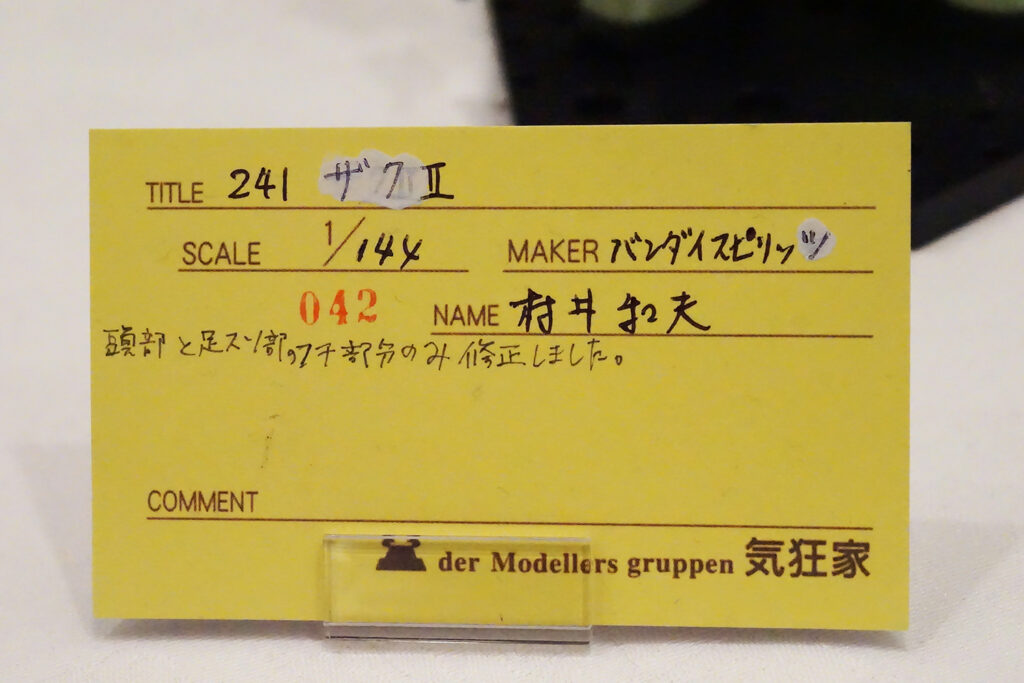 TITLE 241 ザクII
SCALE 1/144 MAKER バンダイスピリッツ
042 NAME 村井和夫
頭部と足スソ部のフチ部分のみ修正しました。
COMMENT
der Modellers gruppen 気狂家